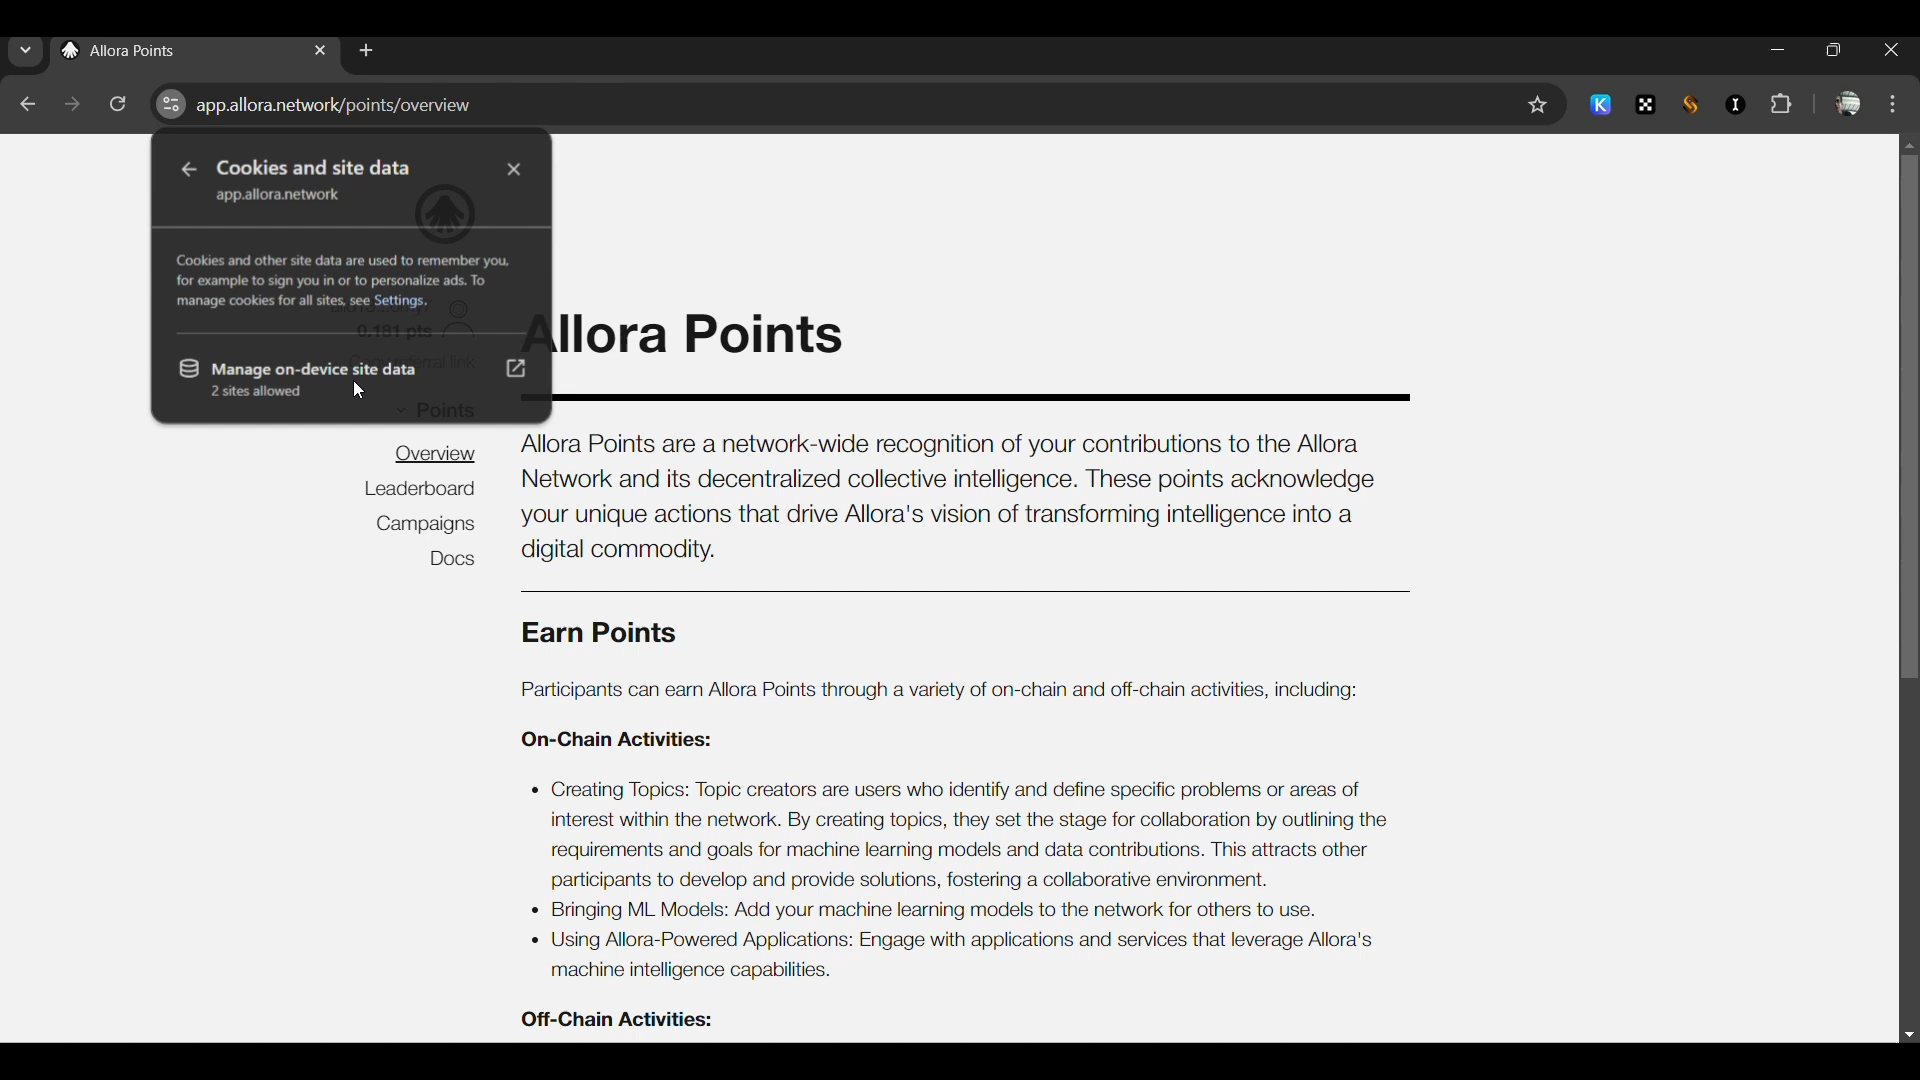 Allora Points
app.allora.network/points/overview
Cookies and site data
app.allora.network
Cookies and other site data are used to remember you,
for example to sign you in or to personalize ads. To
manage cookies for all sites, see Settings.
0.181 pts
Manage on-device site data
2 sites allowed
Points
Overview
Leaderboard
Campaigns
Docs
Allora Points
Allora Points are a network-wide recognition of your contributions to the Allora
Network and its decentralized collective intelligence. These points acknowledge
your unique actions that drive Allora's vision of transforming intelligence into a
digital commodity.
Earn Points
Participants can earn Allora Points through a variety of on-chain and off-chain activities, including:
On-Chain Activities:
• Creating Topics: Topic creators are users who identify and define specific problems or areas of
interest within the network. By creating topics, they set the stage for collaboration by outlining the
requirements and goals for machine learning models and data contributions. This attracts other
participants to develop and provide solutions, fostering a collaborative environment.
• Bringing ML Models: Add your machine learning models to the network for others to use.
• Using Allora-Powered Applications: Engage with applications and services that leverage Allora's
machine intelligence capabilities.
Off-Chain Activities: